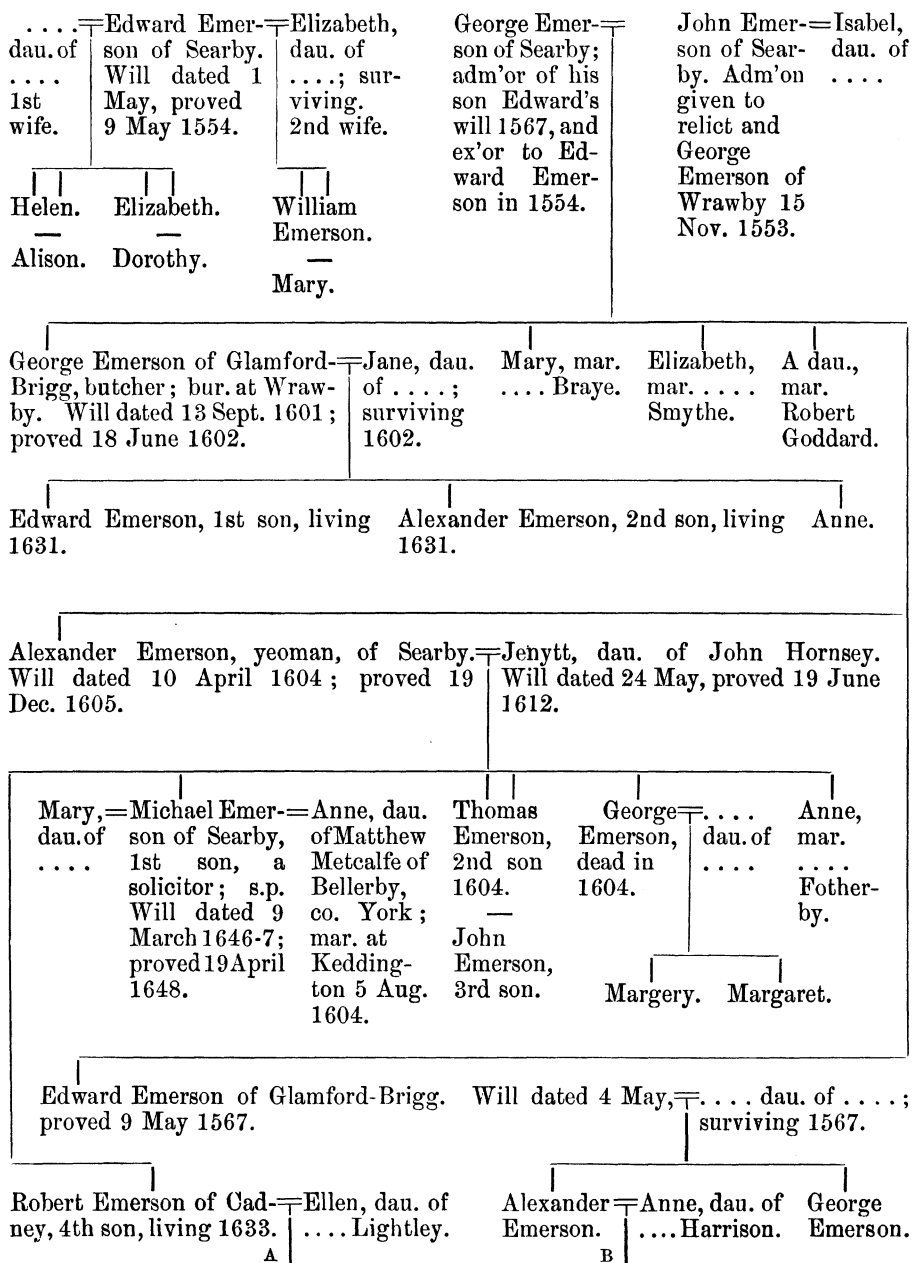 . . . .=Edward Emer-=Elizabeth,
dau. of son of Searby. dau. of
. . . . Will dated 1 . . . .; sur-
1st May, proved viving.
wife. 9 May 1554. 2nd wife.
George Emer-=
son of Searby;
adm'or of his
son Edward's
will 1567, and
ex'or to Ed-
ward Emer-
son in 1554.
John Emer-=Isabel,
son of Sear- dau. of
by. Adm'on . . . .
given to
relict and
George
Emerson of
Wrawby 15
Nov. 1553.
Helen. Elizabeth. William
Emerson.
—
Alison. Dorothy.
—
Mary.
George Emerson of Glamford-=Jane, dau.
Brigg, butcher; bur. at Wraw- of . . . .;
by. Will dated 13 Sept. 1601; surviving
proved 18 June 1602. 1602.
Mary, mar.
. . . . Braye.
Elizabeth,
mar. . . . .
Smythe.
A dau.,
mar.
Robert
Goddard.
Edward Emerson, 1st son, living
1631.
Alexander Emerson, 2nd son, living
1631.
Anne.
Alexander Emerson, yeoman, of Searby.=Jenytt, dau. of John Hornsey.
Will dated 10 April 1604; proved 19 Will dated 24 May, proved 19 June
Dec. 1605. 1612.
Mary,=Michael Emer-=Anne, dau.
dau. of son of Searby, of Matthew
. . . . 1st son, a Metcalfe of
solicitor; s.p. Bellerby,
Will dated 9 co. York;
March 1646-7; mar. at
proved 19 April Kedding-
1648. ton 5 Aug.
1604.
Thomas
Emerson,
2nd son
1604.
—
John
Emerson,
3rd son.
George=. . . .
Emerson, dau. of
dead in . . . .
1604.
Anne,
mar.
. . . .
Fother-
by.
Margery. Margaret.
Edward Emerson of Glamford-Brigg. Will dated 4 May,=. . . . dau. of . . . .;
proved 9 May 1567. surviving 1567.
Robert Emerson of Cad-=Ellen, dau. of
ney, 4th son, living 1633. . . . . Lightley.
A
Alexander=Anne, dau. of
Emerson. . . . . Harrison.
B
George
Emerson.